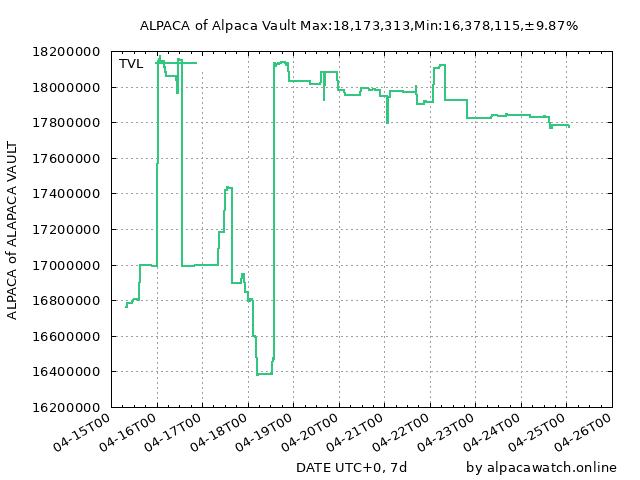 ALPACA of Alpaca Vault Max:18,173,313,Min:16,378,115,±9.87%
TVL
18200000
18000000
17800000
17600000
17400000
17200000
17000000
16800000
16600000
16400000
16200000
ALPACA of ALAPACA VAULT
04-15T00
04-16T00
04-17T00
04-18T00
04-19T00
04-20T00
04-21T00
04-22T00
04-23T00
04-24T00
04-25T00
04-26T00
DATE UTC+0, 7d
by alpacawatch.online